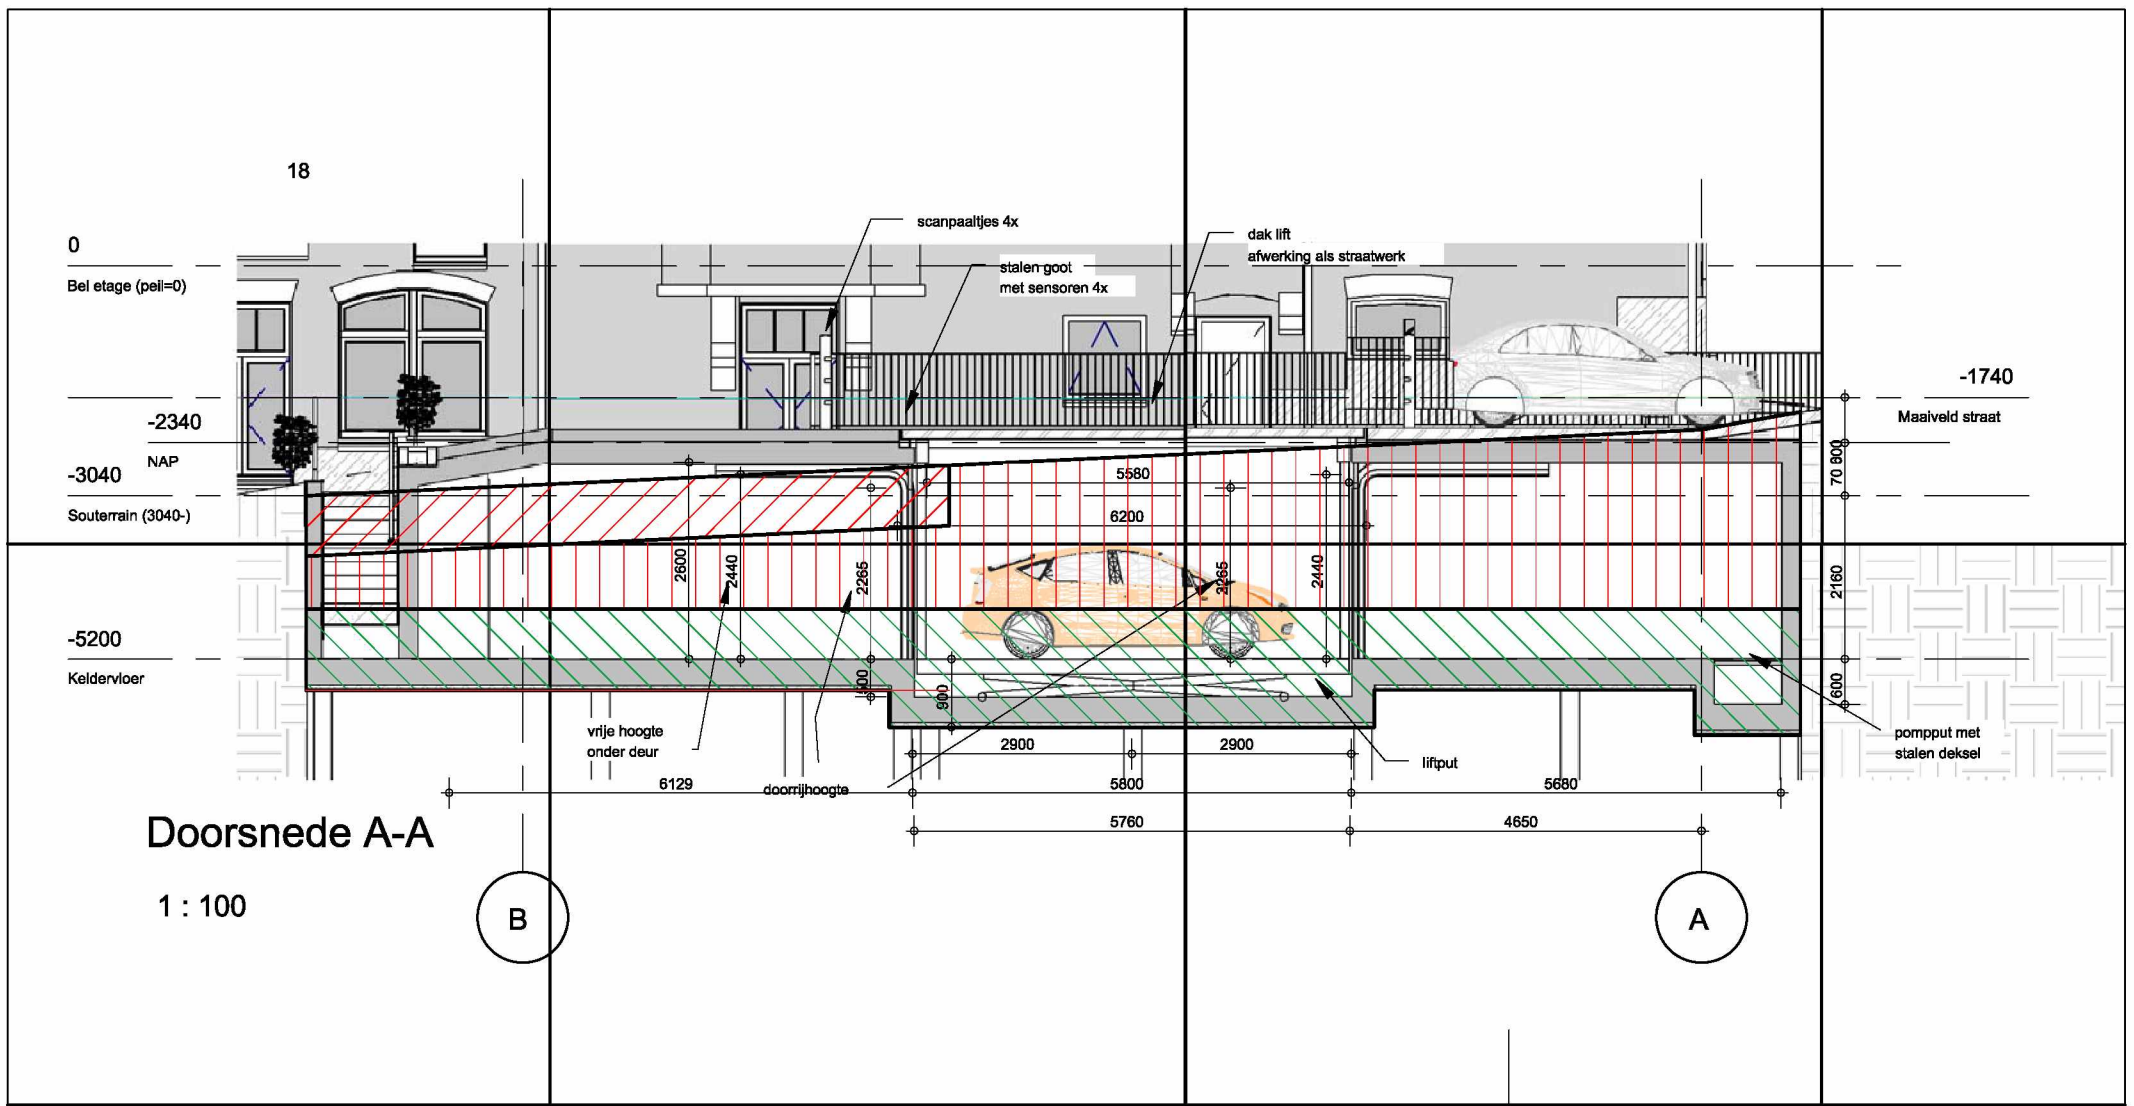 18
0
Bel etage (peil=0)
scanpaaltjes 4x
stalen goot
met sensoren 4x
dak lift
afwerking als straatwerk
-1740
Maaiveld straat
-2340
NAP
-3040
Souterrain (3040-)
5580
6200
800
70
2600
2440
2265
2265
2440
2160
-5200
Keldervloer
500
900
600
vrije hoogte
onder deur
2900
2900
liftput
pompput met
stalen deksel
doorrijhoogte
6129
5800
5680
5760
4650
Doorsnede A-A
1 : 100
B
A